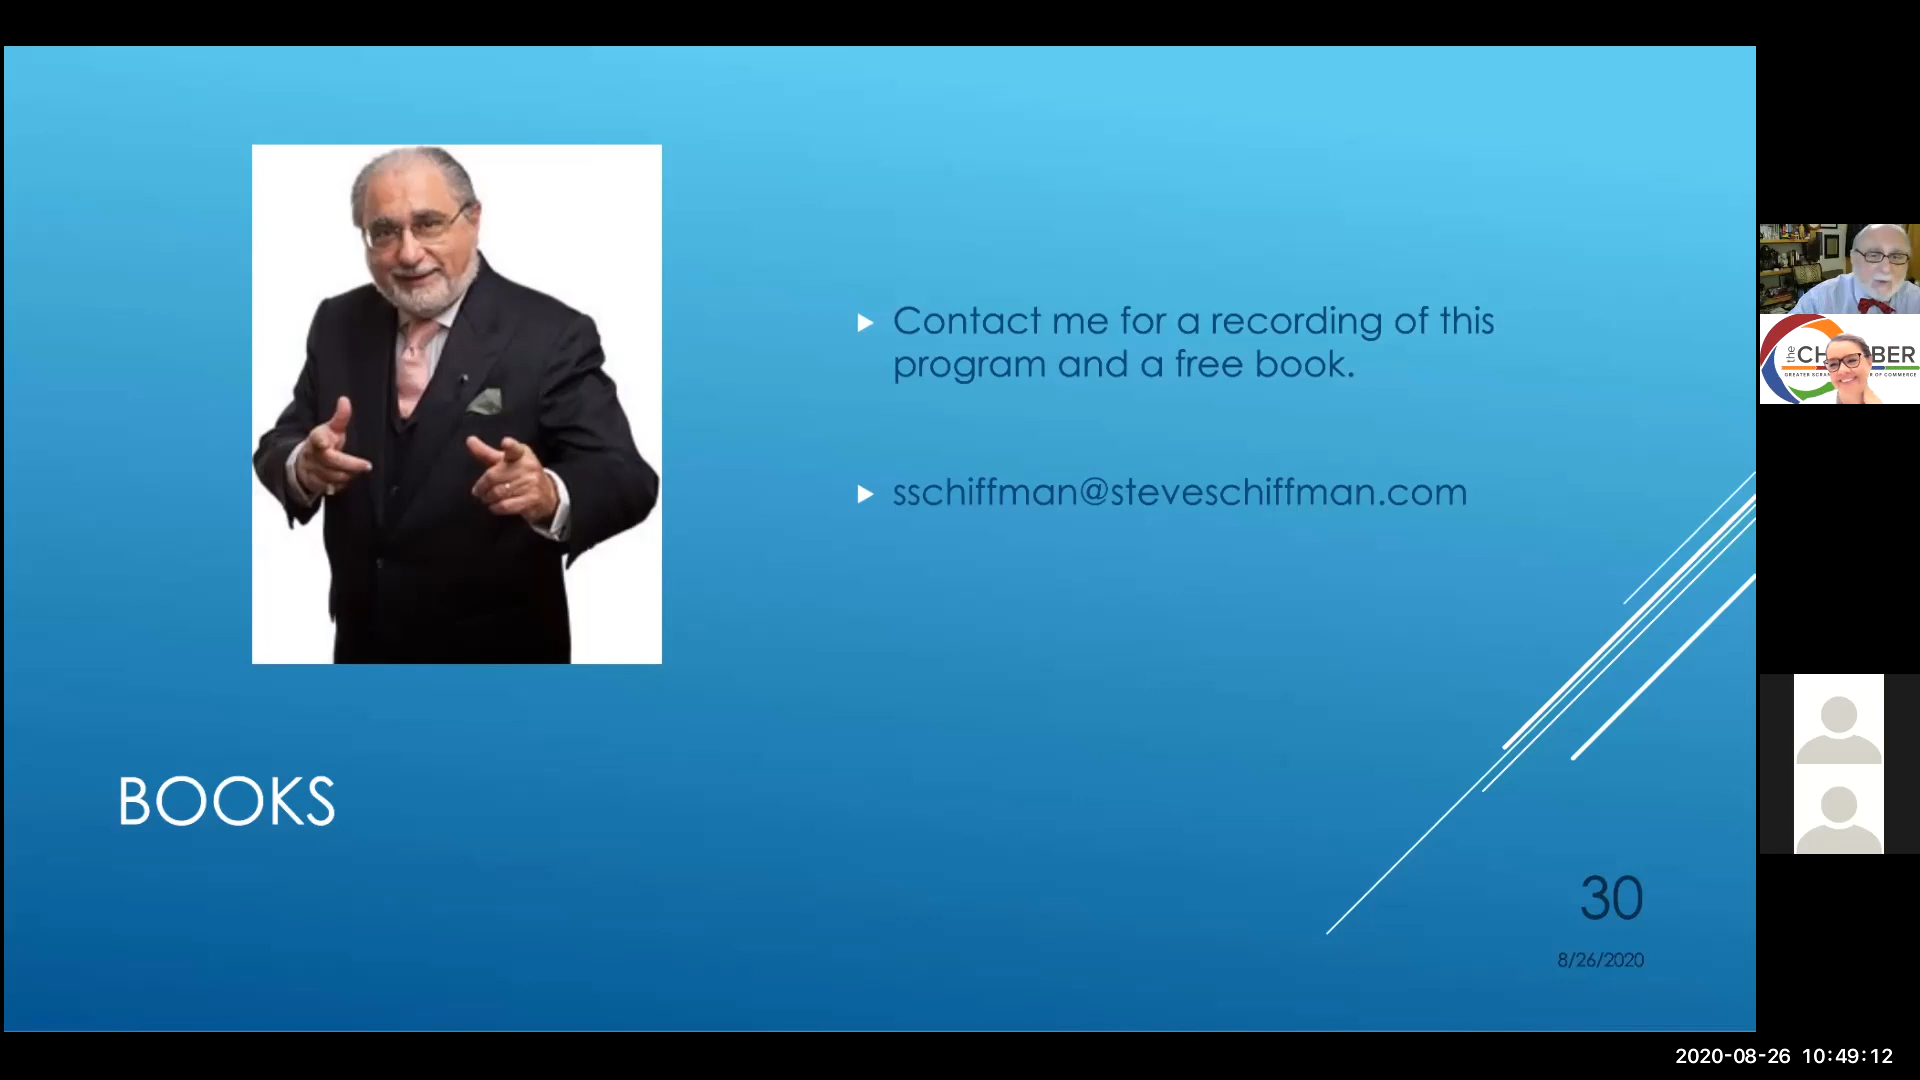 Contact me for a recording of this
program and a free book.
sschiffman@steveschiffman.com
BOOKS
30
8/26/2020
the
2020-08-26 10:49:12